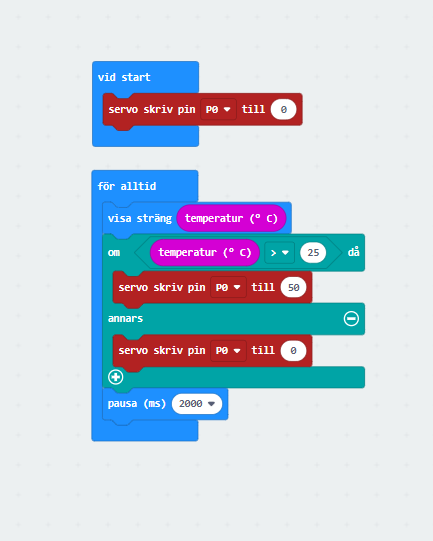 vid start
servo skriv pin P0 till 0
för alltid
visa sträng temperatur (° C)
om temperatur (° C) > 25 då
servo skriv pin P0 till 50
annars
servo skriv pin P0 till 0
pausa (ms) 2000